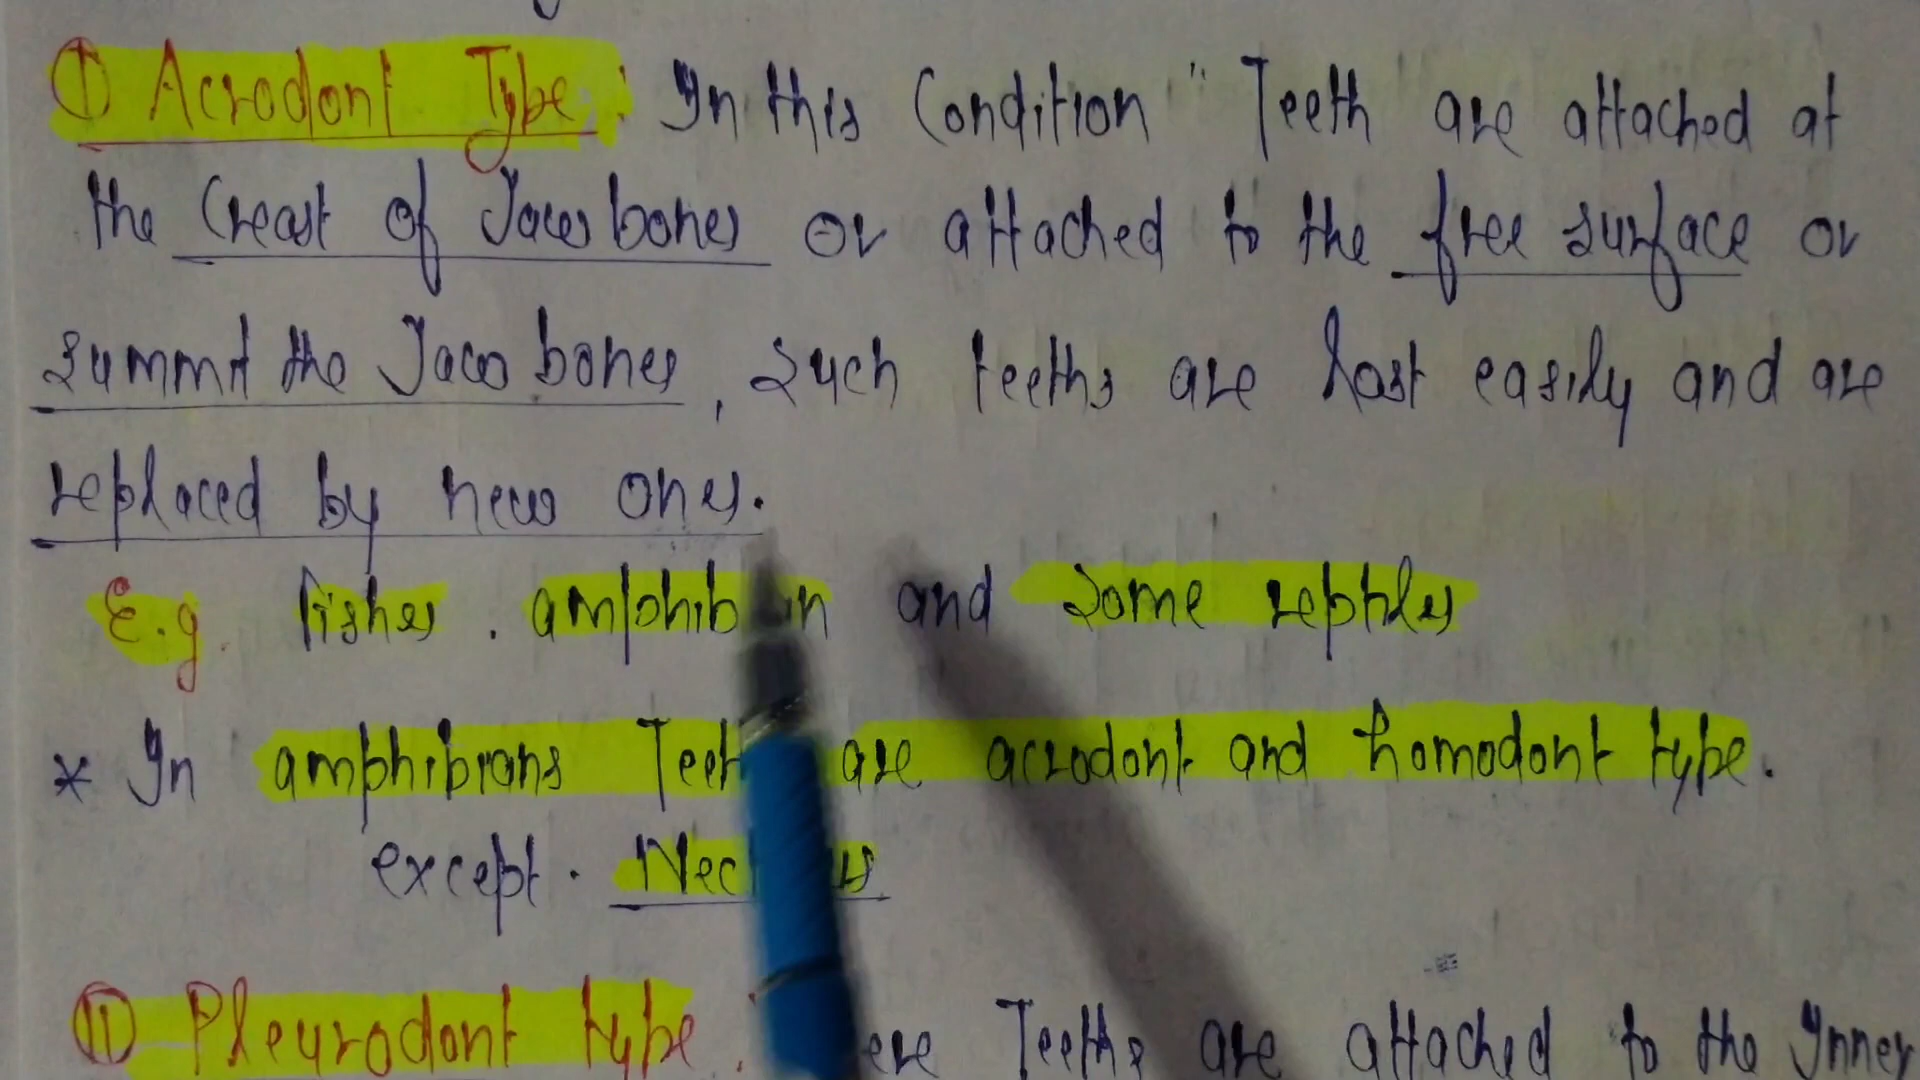 I Acrodont Type : In this Condition " Teeth are attached at
the Creast of Jaws bones or attached to the free surface or
summit the Jaw bones, such teeths are lost easily and are
replaced by new ones.
E.g. fishes. and some reptiles
* In amphibians are acrodont and homodont type.
except.
II Pleurodont type : Teeths are attached to the Inner